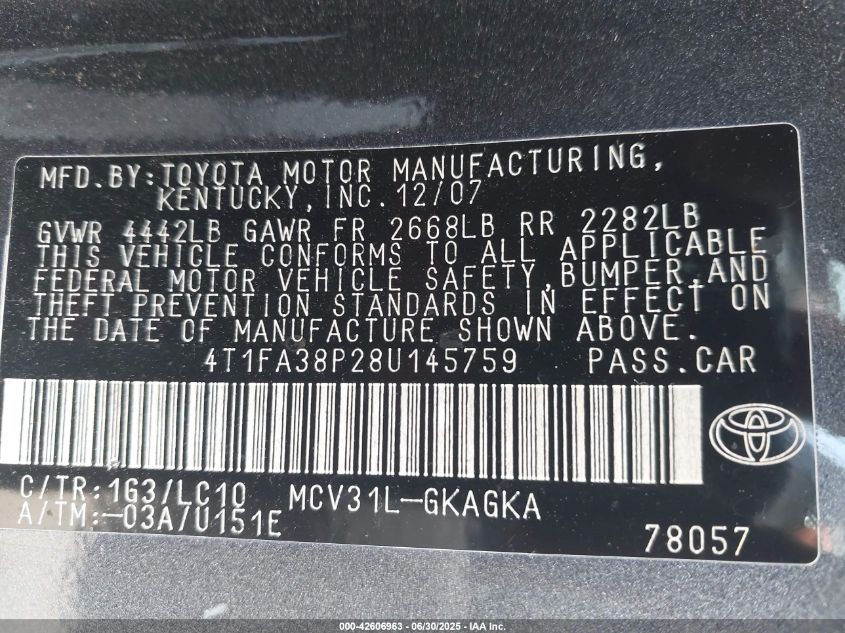 MFD.BY:TOYOTA MOTOR MANUFACTURING,
KENTUCKY,INC.12/07
GVWR 4442LB GAWR FR 2668LB RR 2282LB
THIS VEHICLE CONFORMS TO ALL APPLICABLE
FEDERAL MOTOR VEHICLE SAFETY,BUMPER,AND
THEFT PREVENTION STANDARDS IN EFFECT ON
THE DATE OF MANUFACTURE SHOWN ABOVE.
4T1FA38P28U145759 PASS.CAR
C/TR:1G3/LC10 MCV31L-GKAGKA
A/TM:-03A/U151E
78057
000-42606963 | 06/30/2025 - IAA Inc.